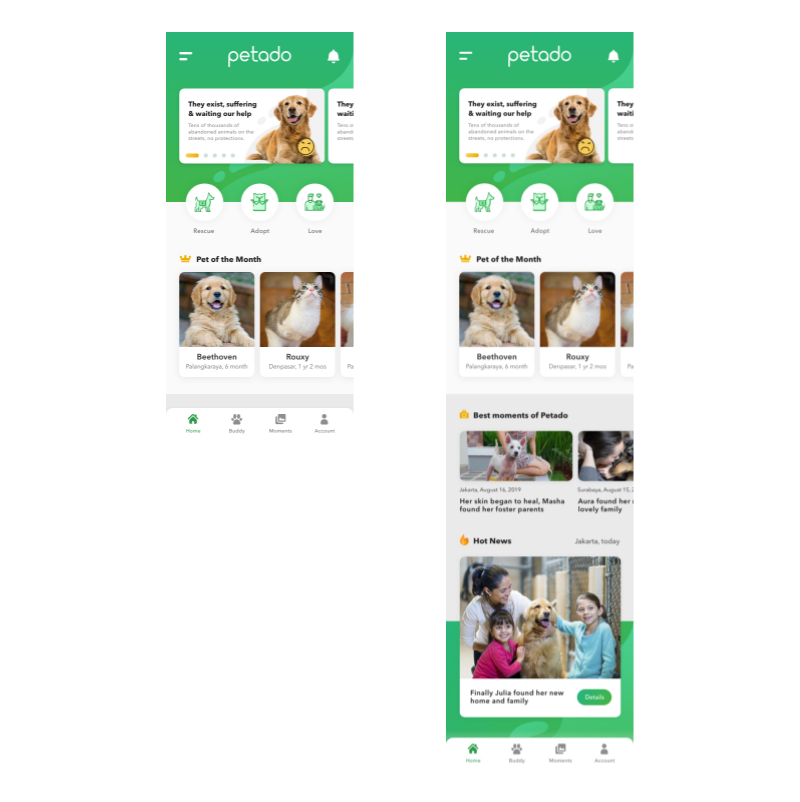 petado
They exist, suffering
& waiting our help
Tens of thousands of
abandoned animals on the
streets, no protections.
They
waiti
Tens o
aband
streets
Rescue
Adopt
Love
Pet of the Month
Beethoven
Palangkaraya, 6 month
Rouxy
Denpasar, 1 yr 2 mos
Pa
Home
Buddy
Moments
Account
petado
They exist, suffering
& waiting our help
Tens of thousands of
abandoned animals on the
streets, no protections.
They
waiti
Tens o
aband
streets
Rescue
Adopt
Love
Pet of the Month
Beethoven
Palangkaraya, 6 month
Rouxy
Denpasar, 1 yr 2 mos
Pa
Best moments of Petado
Jakarta, August 16, 2019
Her skin began to heal, Masha
found her foster parents
Surabaya, August 15, 2
Aura found her
lovely family
Hot News
Jakarta, today
Finally Julia found her new
home and family
Details
Home
Buddy
Moments
Account